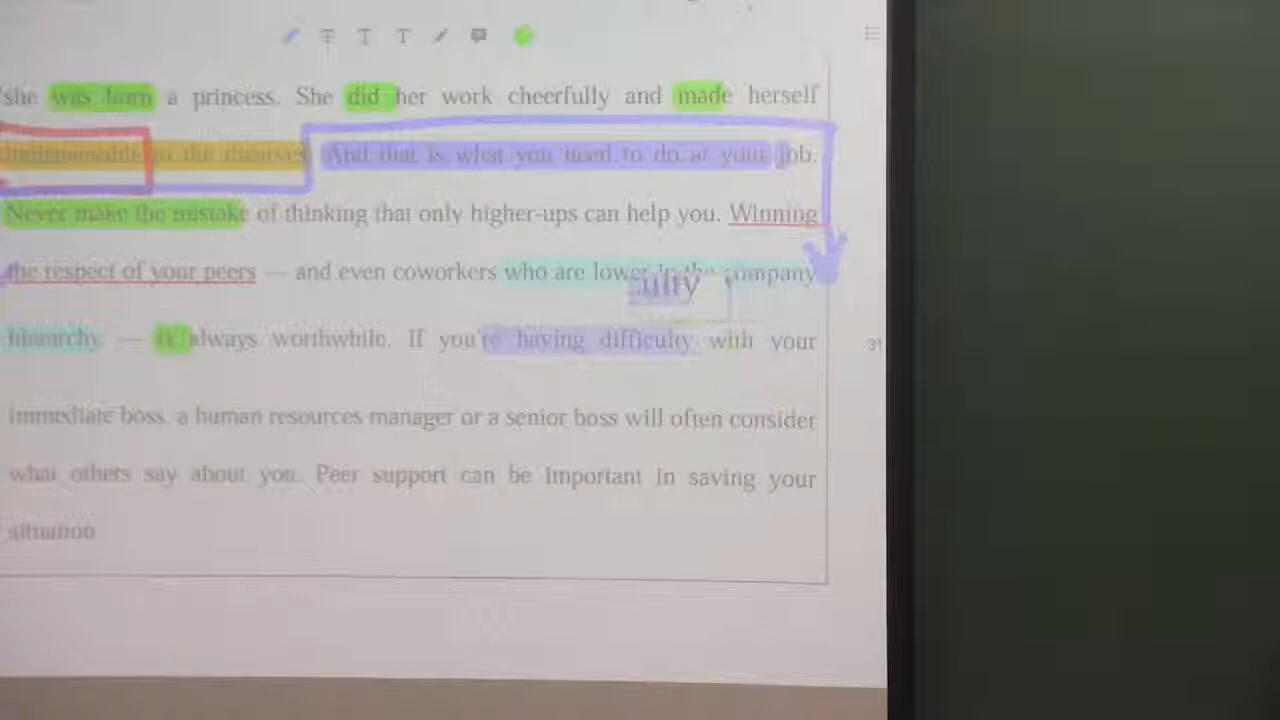 she was born a princess. She did her work cheerfully and made herself
indispensable to the dwarves. And that is what you need to do at your job.
Never make the mistake of thinking that only higher-ups can help you. Winning
the respect of your peers — and even coworkers who are lower in the company
ulty
hierarchy — is always worthwhile. If you're having difficulty with your
31
immediate boss, a human resources manager or a senior boss will often consider
what others say about you. Peer support can be important in saving your
situation